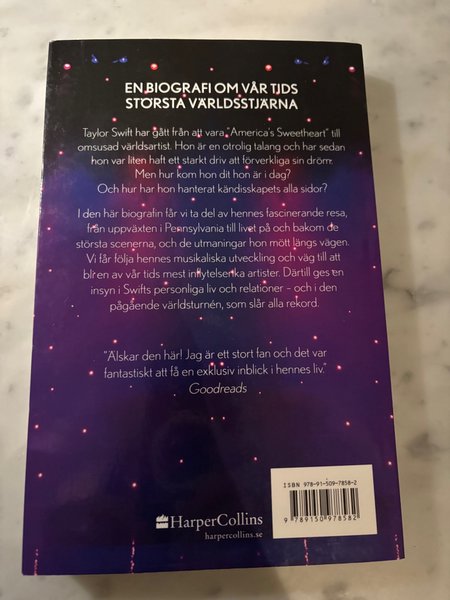 EN BIOGRAFI OM VÅR TIDS
STÖRSTA VÄRLDSSTJÄRNA
Taylor Swift har gått från att vara "America's Sweetheart" till
omsusad världsartist. Hon är en otrolig talang och har sedan
hon var liten haft ett starkt driv att förverkliga sin dröm.
Men hur kom hon dit hon är i dag?
Och hur har hon hanterat kändisskapets alla sidor?
I den här biografin får vi ta del av hennes fascinerande resa,
från uppväxten i Pennsylvania till livet på och bakom de
största scenerna, och de utmaningar hon mött längs vägen.
Vi får följa hennes musikaliska utveckling och väg till att
bli en av vår tids mest inflytelserika artister. Därtill ges en
insyn i Swifts personliga liv och relationer – och i den
pågående världsturnén, som slår alla rekord.
"Älskar den här! Jag är ett stort fan och det var
fantastiskt att få en exklusiv inblick i hennes liv."
Goodreads
ISBN 978-91-509-7858-2
9 789150 978582
HarperCollins
harpercollins.se